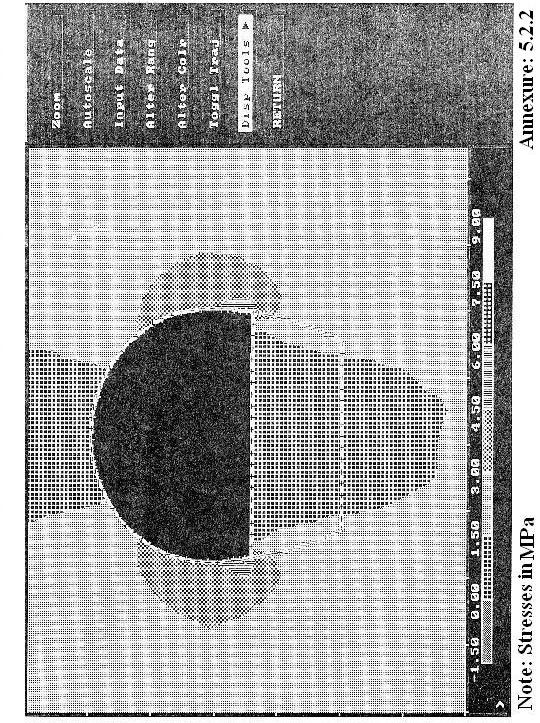 Zoom
Autoscale
Input Data
Alter Rang
Alter Colr
Toggl Traj
Disp Tools
RETURN
-1.50 0.00 1.50 3.00 4.50 6.00 7.50 9.00
Note: Stresses in MPa
Annexure: 5.2.2